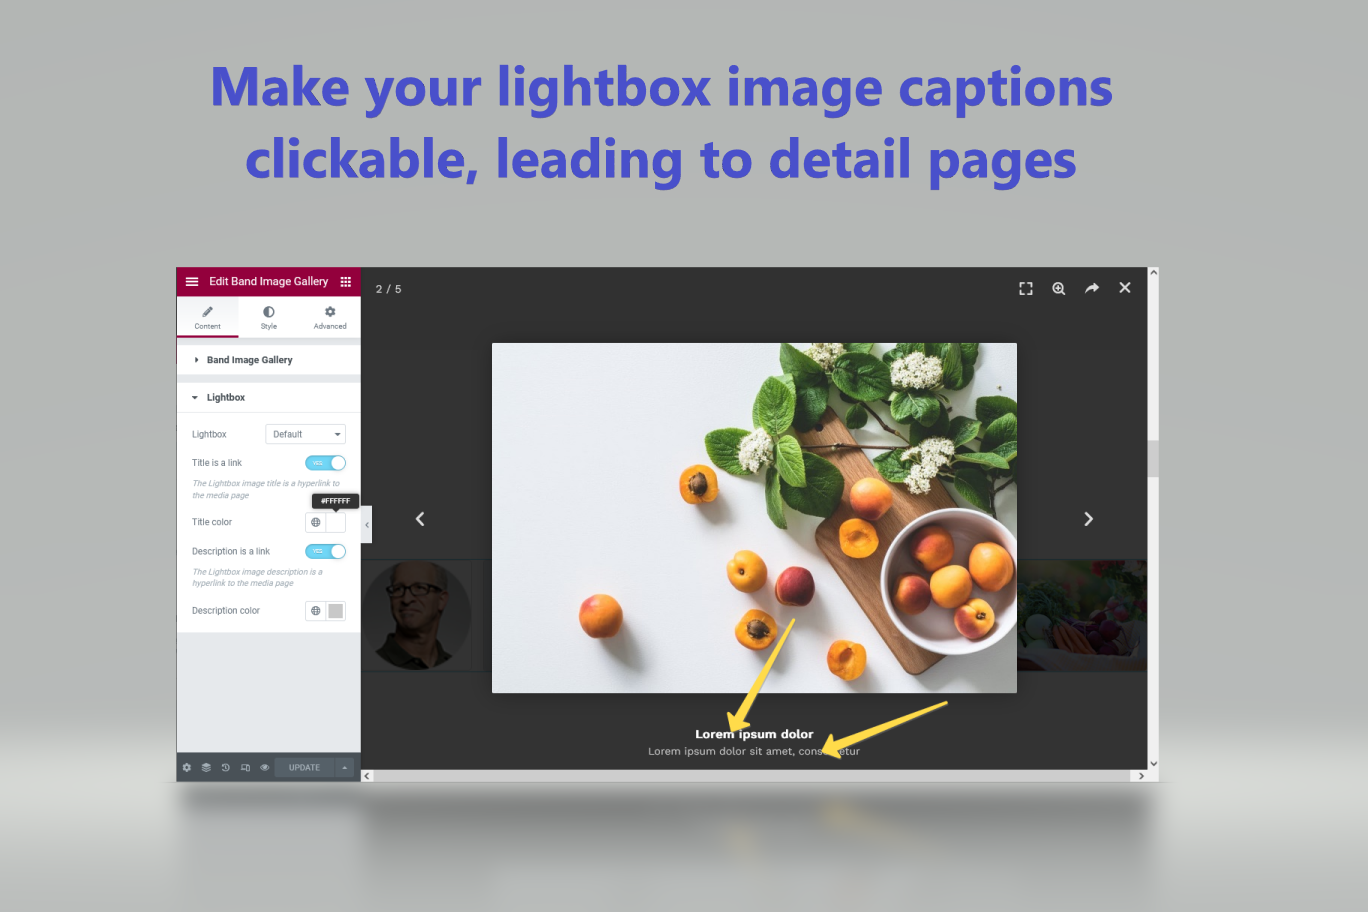 Make your lightbox image captions
clickable, leading to detail pages
Edit Band Image Gallery
Content Style Advanced
Band Image Gallery
Lightbox
Lightbox Default
Title is a link YES
The Lightbox image title is a hyperlink to
the media page
#FFFFFF
Title color
Description is a link YES
The Lightbox image description is a
hyperlink to the media page
Description color
UPDATE
2 / 5
Lorem ipsum dolor
Lorem ipsum dolor sit amet,